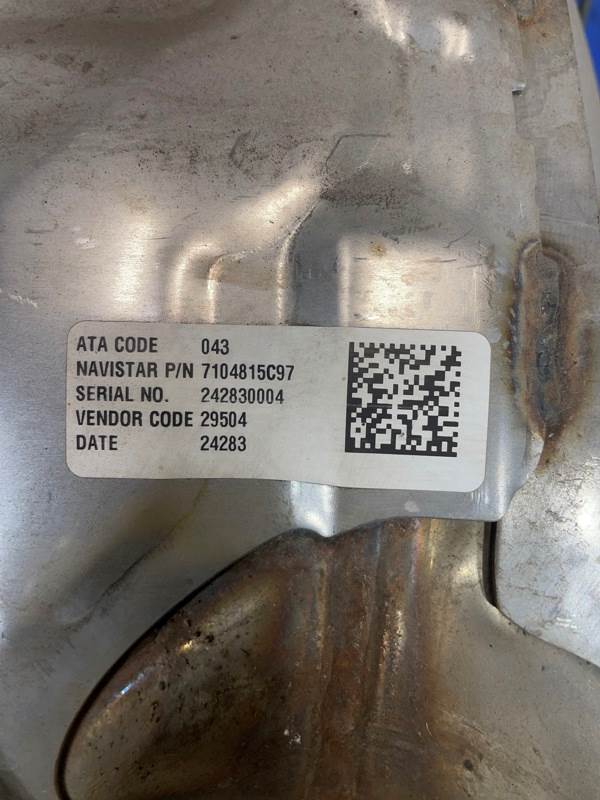 ATA CODE 043
NAVISTAR P/N 7104815C97
SERIAL NO. 242830004
VENDOR CODE 29504
DATE 24283